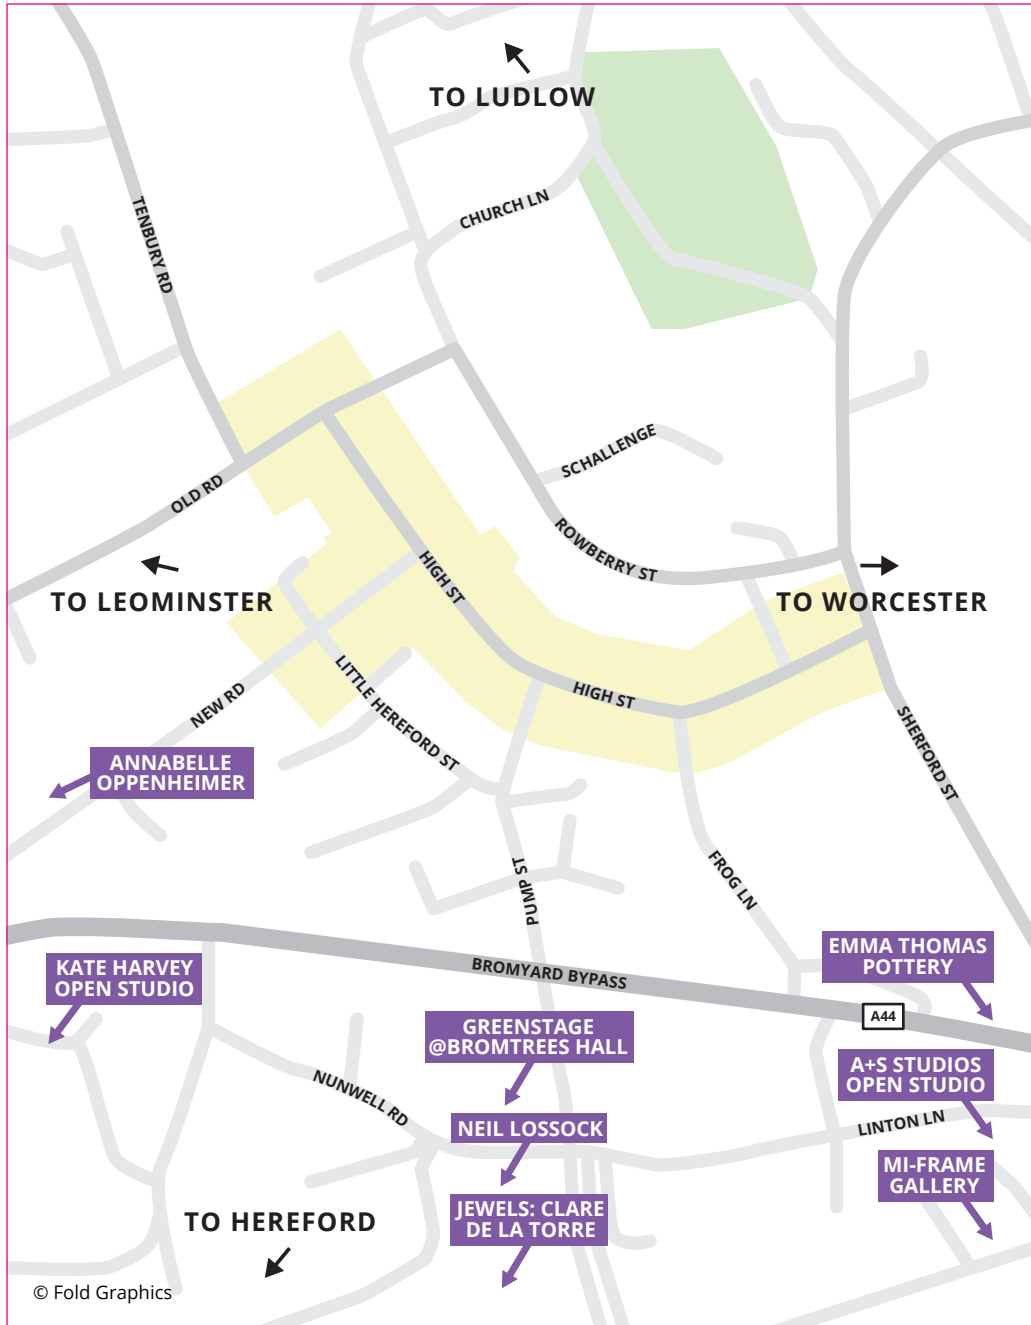 TO LUDLOW
TENBURY RD
CHURCH LN
SCHALLENGE
OLD RD
ROWBERRY ST
HIGH ST
TO LEOMINSTER
TO WORCESTER
LITTLE HEREFORD ST
HIGH ST
NEW RD
SHERFORD ST
ANNABELLE
OPPENHEIMER
PUMP ST
FROG LN
EMMA THOMAS
POTTERY
KATE HARVEY
OPEN STUDIO
BROMYARD BYPASS
A44
GREENSTAGE
@BROMTREES HALL
A+S STUDIOS
OPEN STUDIO
NUNWELL RD
NEIL LOSSOCK
LINTON LN
MI-FRAME
GALLERY
JEWELS: CLARE
DE LA TORRE
TO HEREFORD
© Fold Graphics